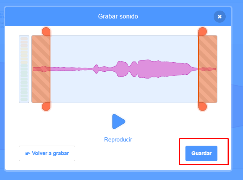 Grabar sonido
Reproducir
Volver a grabar
Guardar